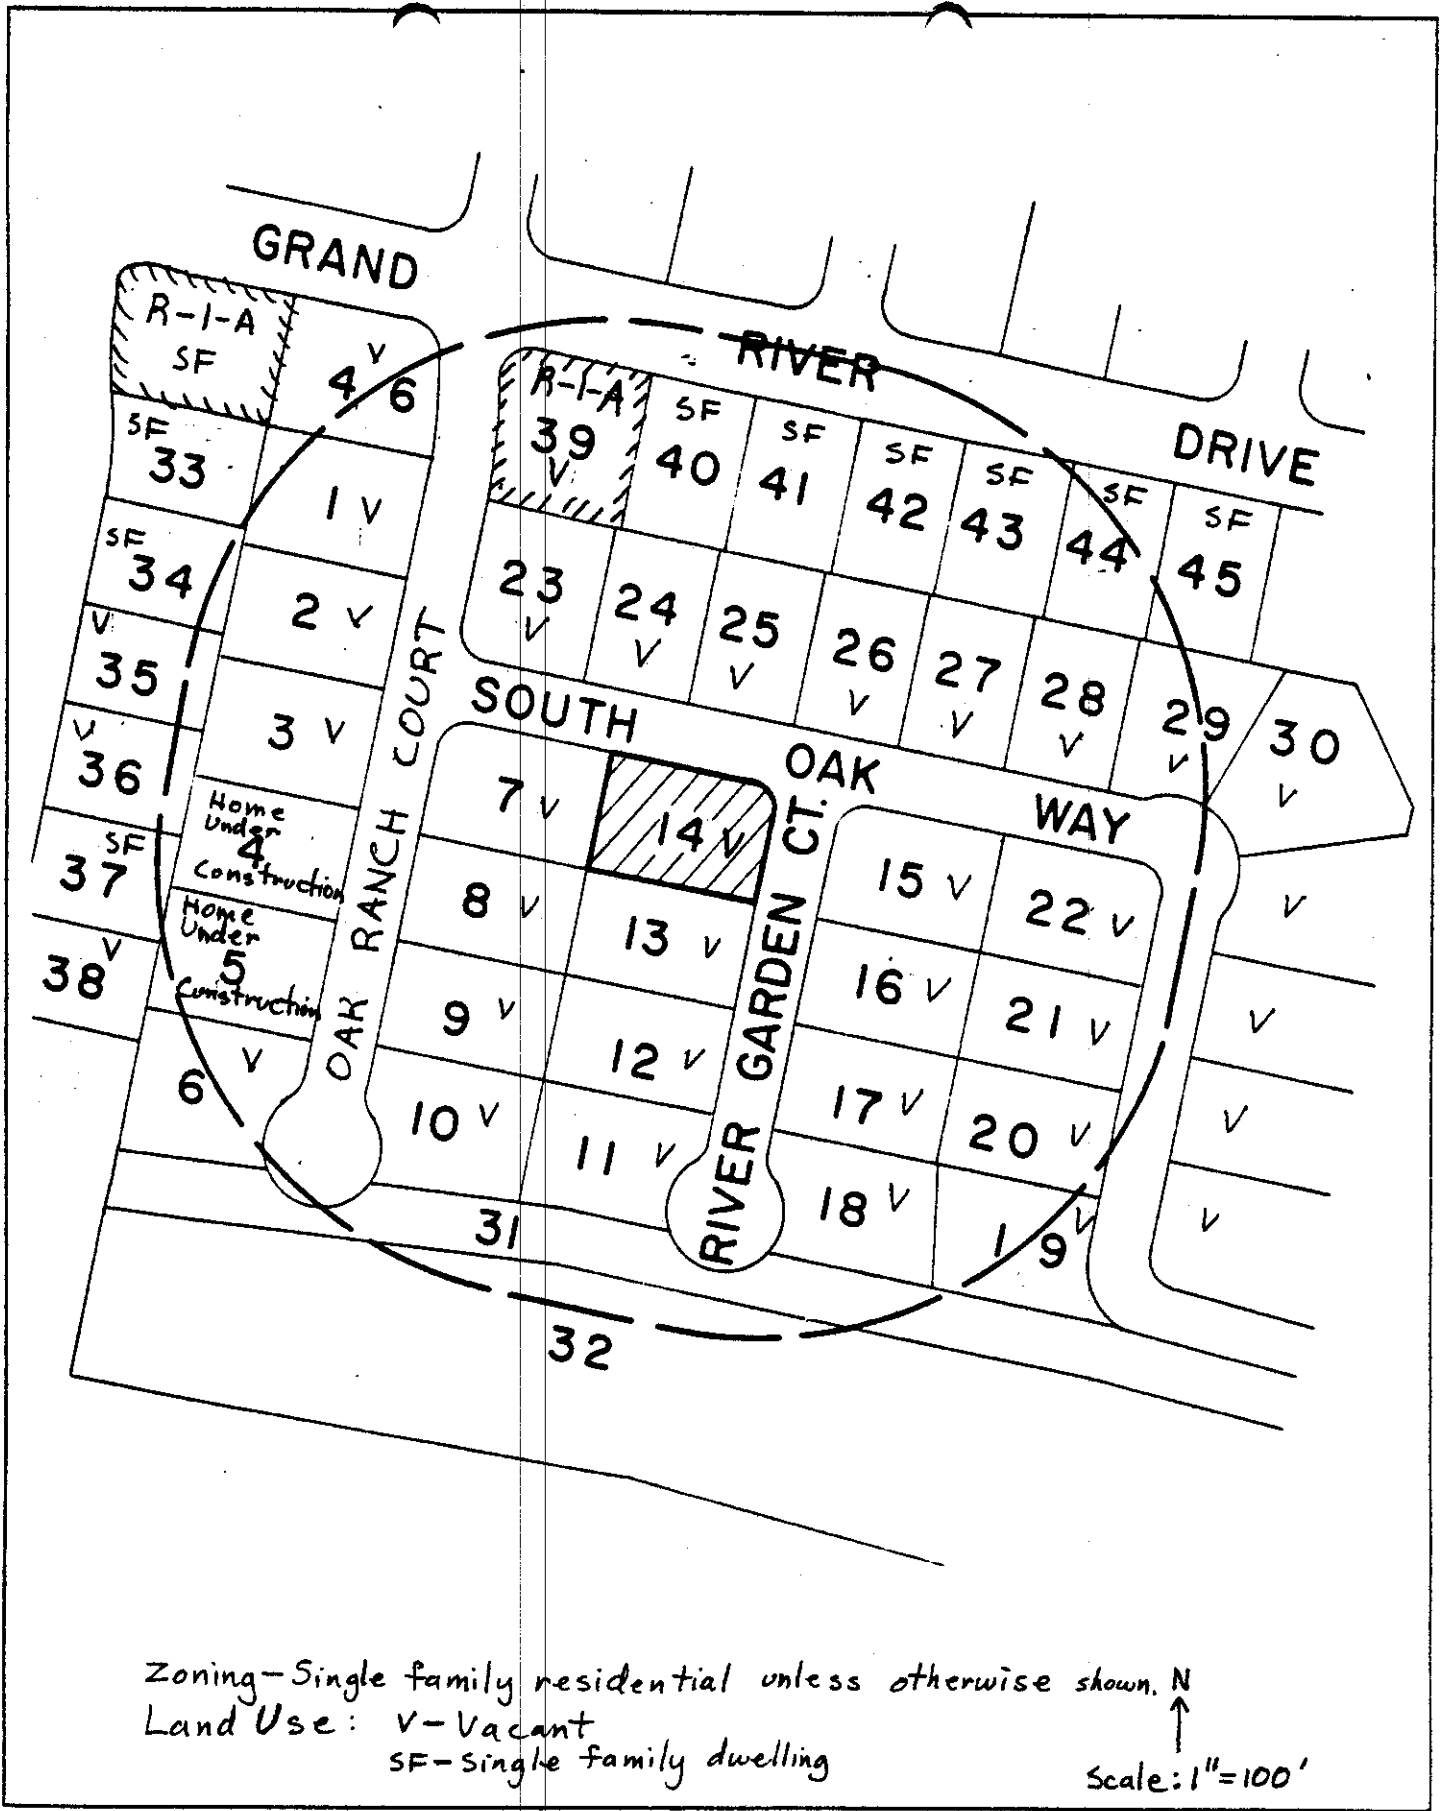 GRAND
R-1-A
SF
V
46
RIVER
R-1-A
39
V
SF
40
SF
41
SF
42
SF
43
SF
44
SF
45
DRIVE
SF
33
1 V
SF
34
2 V
23
V
24
V
25
V
26
V
27
V
28
V
29
V
30
V
V
35
3 V
OAK RANCH COURT
SOUTH OAK WAY
V
36
Home
Under
4
Construction
7 V
14 V
RIVER GARDEN CT.
15 V
22 V
V
SF
37
Home
Under
5
Construction
8 V
13 V
16 V
21 V
V
V
38
9 V
12 V
17 V
20 V
V
V
6
10 V
11 V
18 V
V
19
V
31
32
Zoning-Single family residential unless otherwise shown.
N
Land Use: V-Vacant
SF-Single family dwelling
Scale: 1"=100'